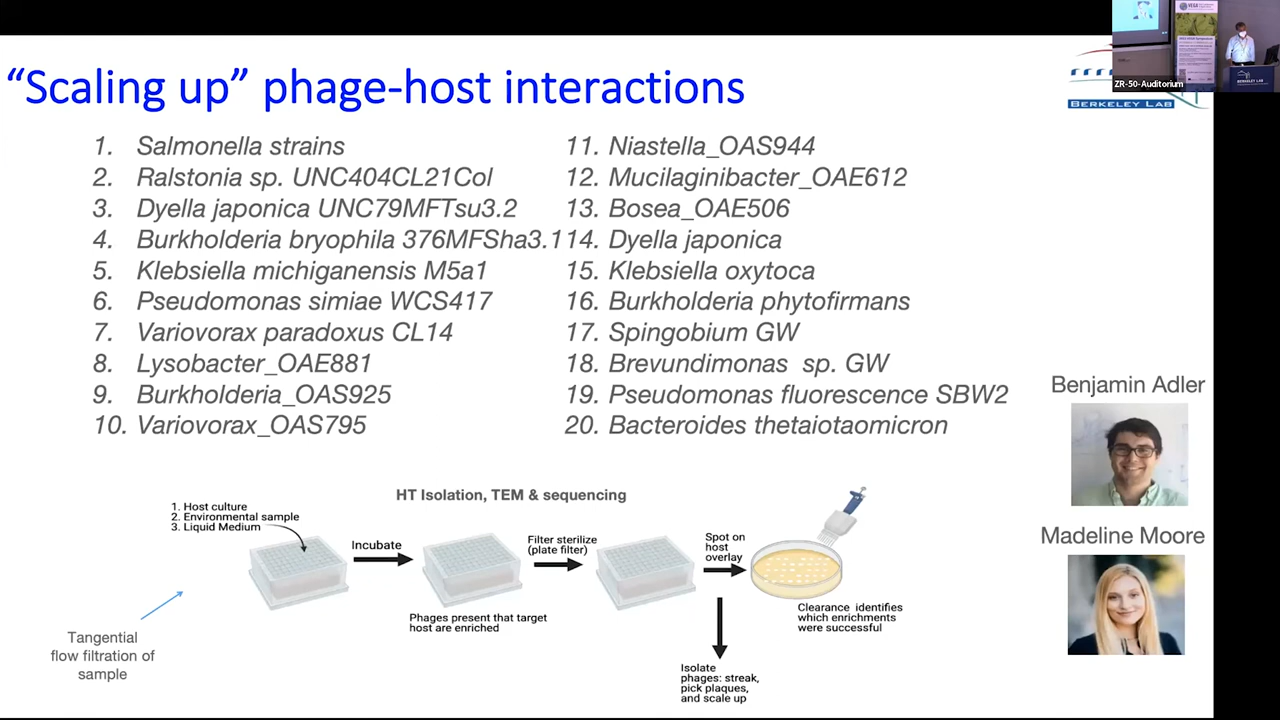 “Scaling up” phage-host interactions
BERKELEY LAB
VEGA
BERKELEY LAB
ZR-50-Auditorium
1. Salmonella strains
2. Ralstonia sp. UNC404CL21Col
3. Dyella japonica UNC79MFTsu3.2
4. Burkholderia bryophila 376MFSha3.1
5. Klebsiella michiganensis M5a1
6. Pseudomonas simiae WCS417
7. Variovorax paradoxus CL14
8. Lysobacter_OAE881
9. Burkholderia_OAS925
10. Variovorax_OAS795
11. Niastella_OAS944
12. Mucilaginibacter_OAE612
13. Bosea_OAE506
14. Dyella japonica
15. Klebsiella oxytoca
16. Burkholderia phytofirmans
17. Spingobium GW
18. Brevundimonas sp. GW
19. Pseudomonas fluorescence SBW2
20. Bacteroides thetaiotaomicron
Benjamin Adler
Madeline Moore
HT Isolation, TEM & sequencing
1. Host culture
2. Environmental sample
3. Liquid Medium
Incubate
Phages present that target
host are enriched
Filter sterilize
(plate filter)
Spot on
host
overlay
Clearance identifies
which enrichments
were successful
Isolate
phages: streak,
pick plaques,
and scale up
Tangential
flow filtration of
sample